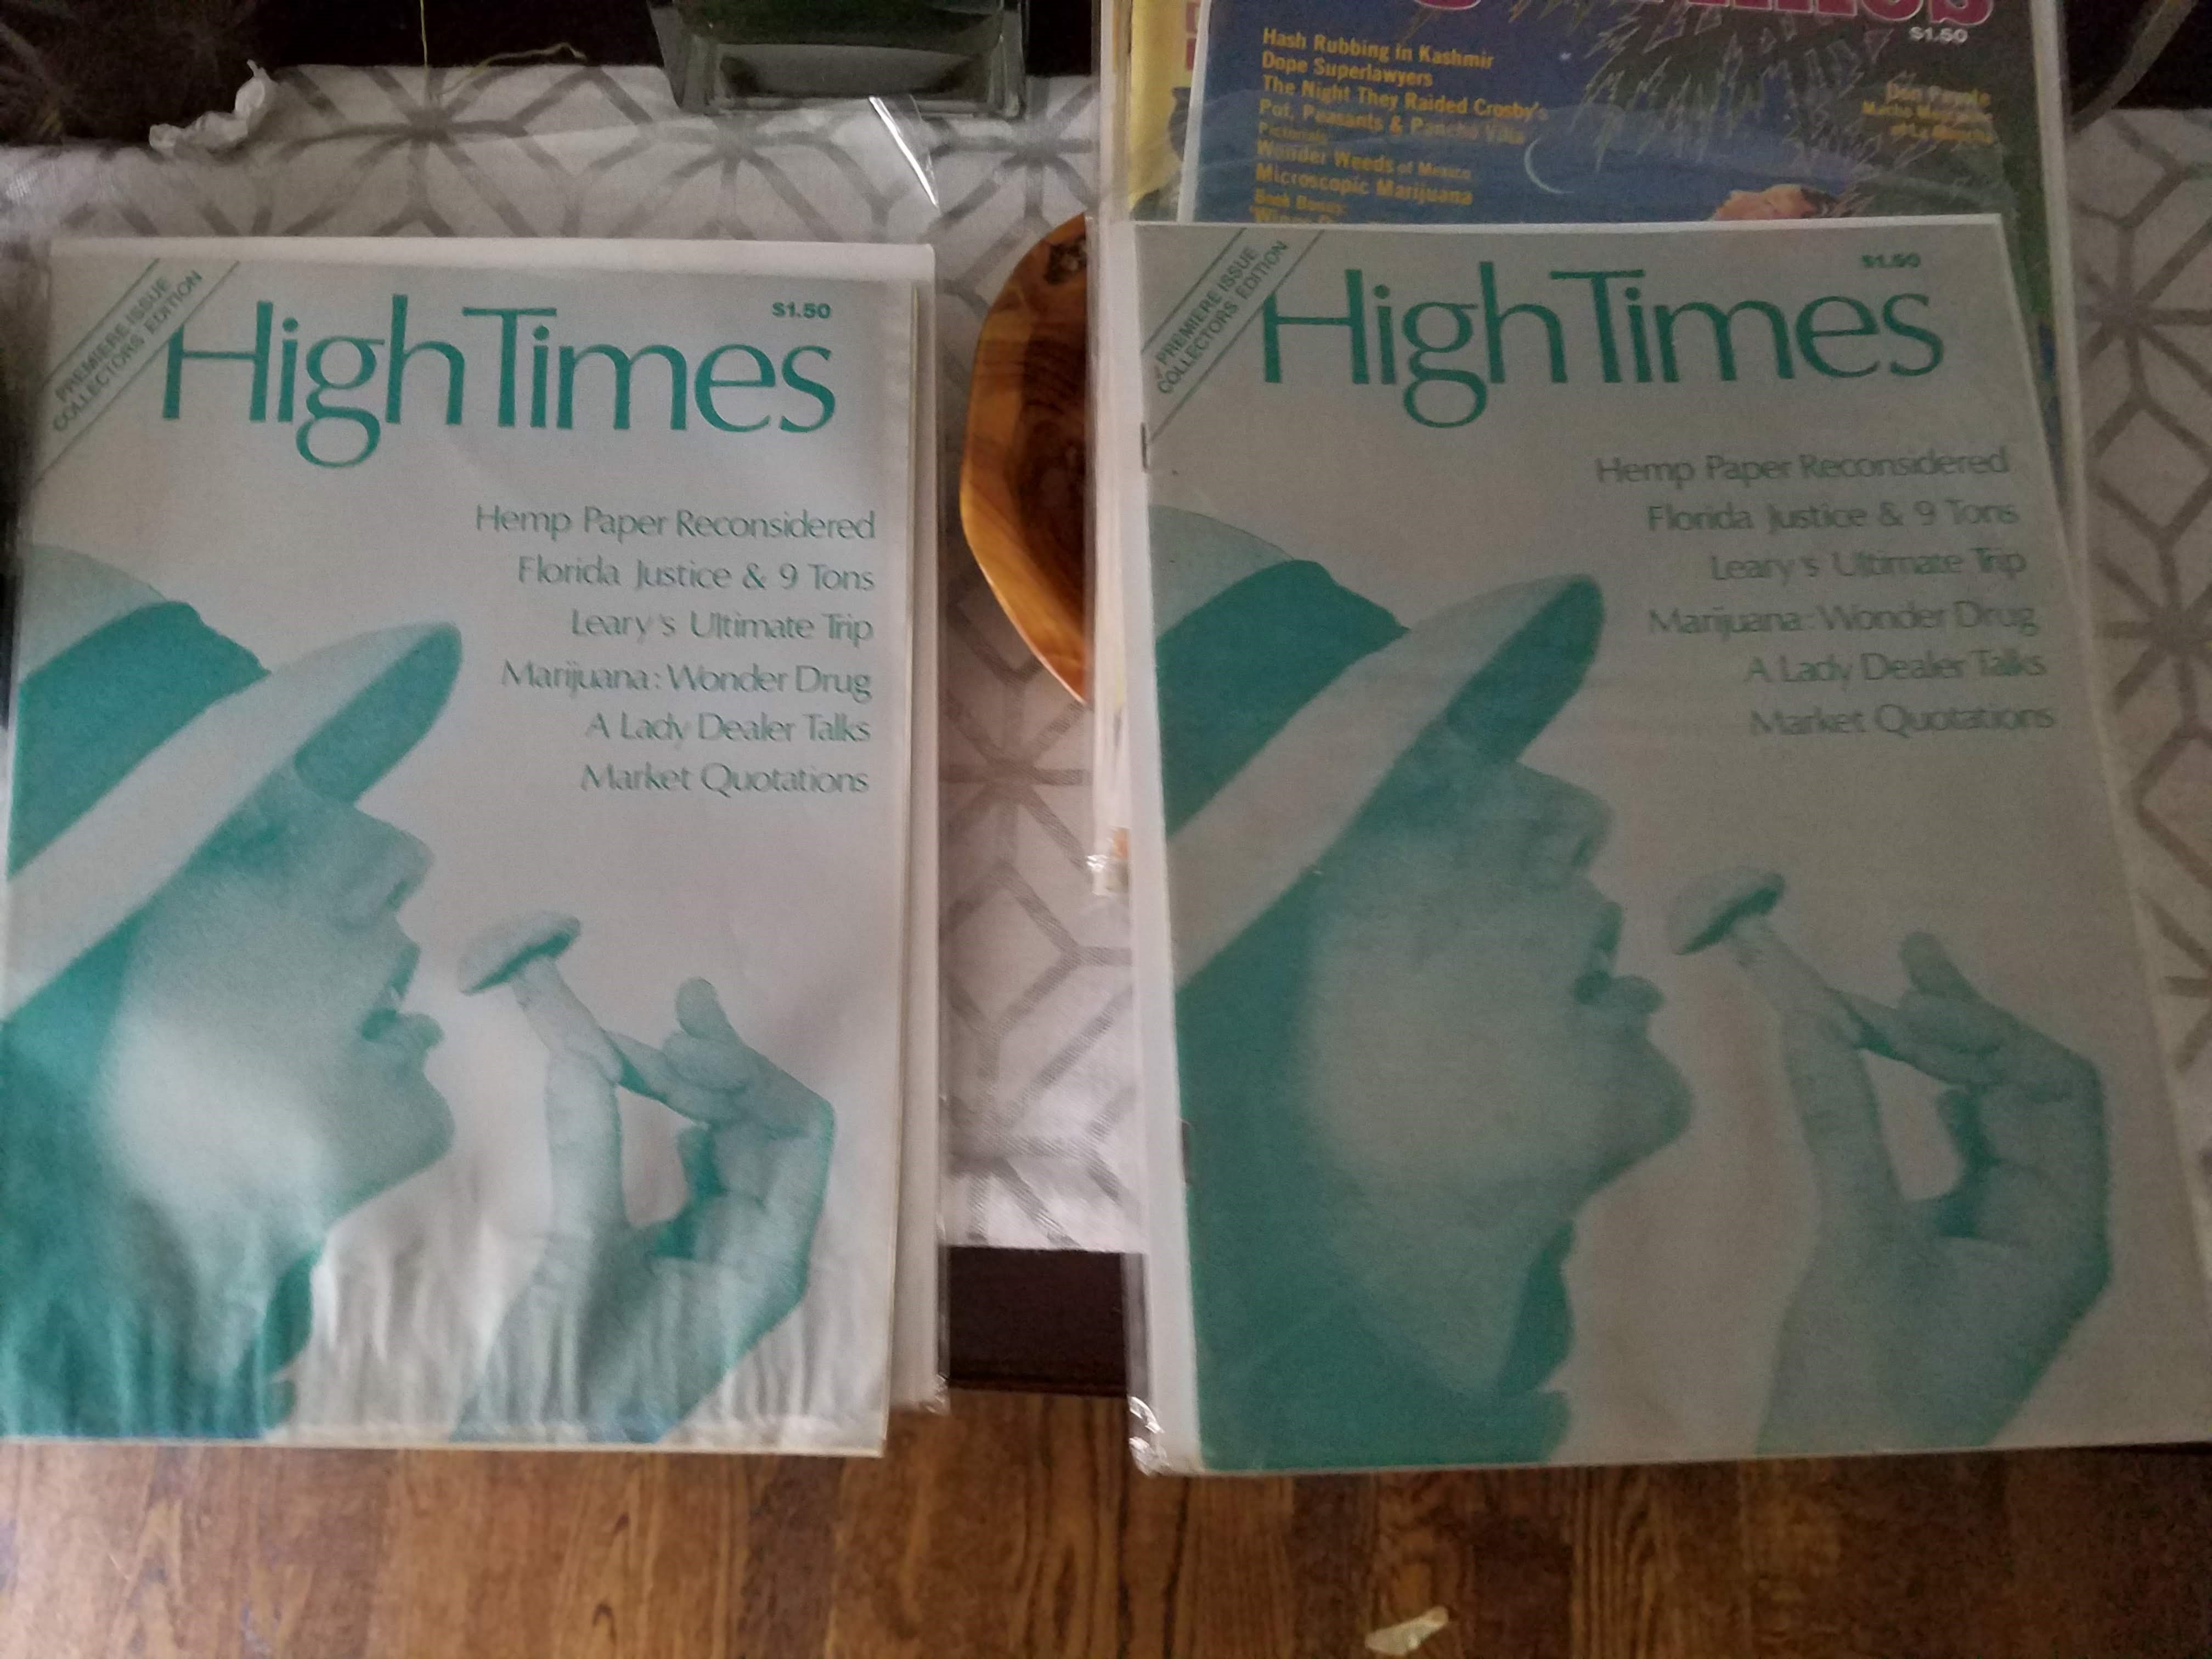 $1.50
Hash Rubbing in Kashmir
Dope Superlawyers
The Night They Raided Crosby's
Pot, Peasants & Pancho Villa
Pictorials:
Wonder Weeds of Mexico
Microscopic Marijuana
Book Bonus:
PREMIERE ISSUE
COLLECTORS EDITION
$1.50
High Times
Hemp Paper Reconsidered
Florida Justice & 9 Tons
Leary's Ultimate Trip
Marijuana: Wonder Drug
A Lady Dealer Talks
Market Quotations
PREMIERE ISSUE
COLLECTORS EDITION
$1.50
High Times
Hemp Paper Reconsidered
Florida Justice & 9 Tons
Leary's Ultimate Trip
Marijuana: Wonder Drug
A Lady Dealer Talks
Market Quotations